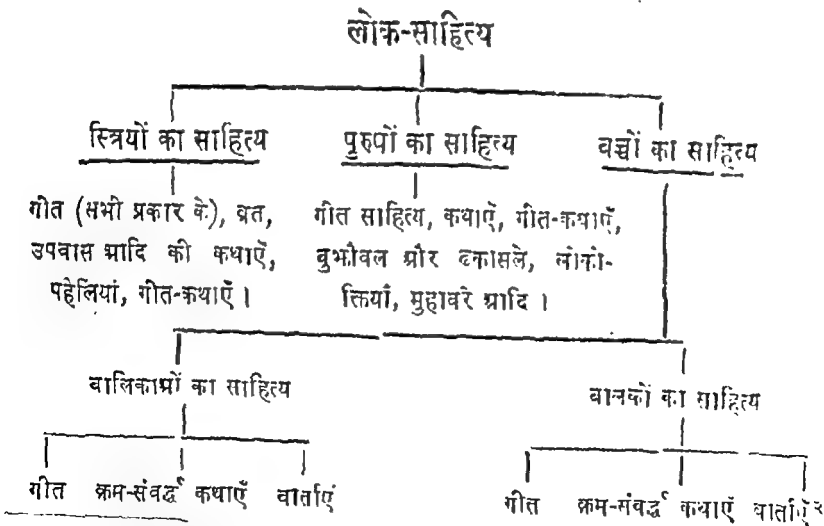 लोक-साहित्य
स्त्रियों का साहित्य पुरुषों का साहित्य बच्चों का साहित्य
गीत (सभी प्रकार के), व्रत,
उपवास आदि की कथाएँ,
पहेलियां, गीत-कथाएँ ।
गीत साहित्य, कथाएँ, गीत-कथाएँ,
बुझौवल और ढकोसले, लोको-
क्तियाँ, मुहावरे आदि ।
बालिकाओं का साहित्य बालकों का साहित्य
गीत क्रम-संवर्द्ध कथाएँ वार्ताएं गीत क्रम-संवर्द्ध कथाएं वार्ताएँ२